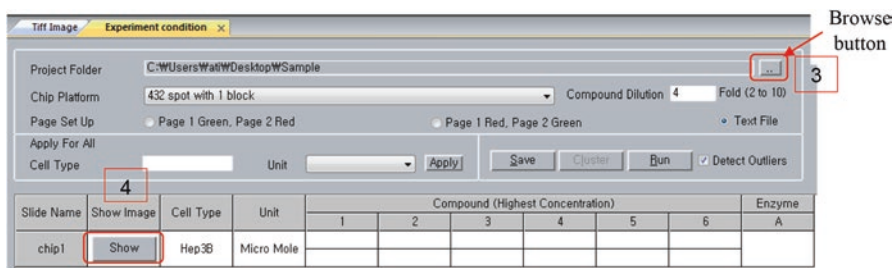 Browse
button
Tiff Image Experiment condition ×
Project Folder C:₩Users₩ati₩Desktop₩Sample ..
3
Chip Platform 432 spot with 1 block Compound Dilution 4 Fold (2 to 10)
Page Set Up Page 1 Green, Page 2 Red Page 1 Red, Page 2 Green Text File
Apply For All
Cell Type Unit Apply Save Cluster Run Detect Outliers
4
Slide Name Show Image Cell Type Unit Compound (Highest Concentration) Enzyme
1 2 3 4 5 6 A
chip1 Show Hep3B Micro Mole